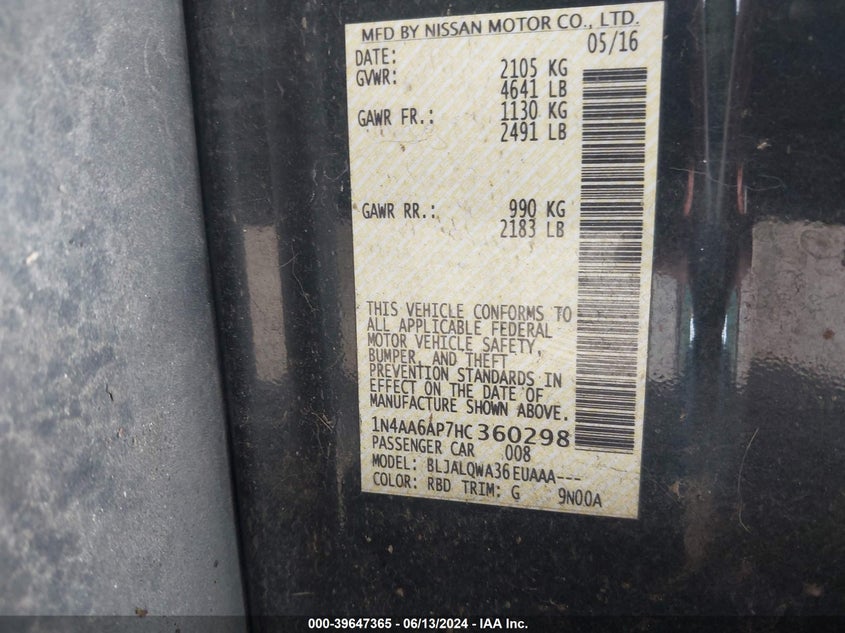 MFD BY NISSAN MOTOR CO., LTD.
DATE: 05/16
GVWR: 2105 KG
4641 LB
GAWR FR.: 1130 KG
2491 LB
GAWR RR.: 990 KG
2183 LB
THIS VEHICLE CONFORMS TO
ALL APPLICABLE FEDERAL
MOTOR VEHICLE SAFETY,
BUMPER, AND THEFT
PREVENTION STANDARDS IN
EFFECT ON THE DATE OF
MANUFACTURE SHOWN ABOVE.
1N4AA6AP7HC360298
PASSENGER CAR 008
MODEL: BLJALQWA36EUAAA---
COLOR: RBD TRIM: G 9N00A
000-39647365 - 06/13/2024 - IAA Inc.